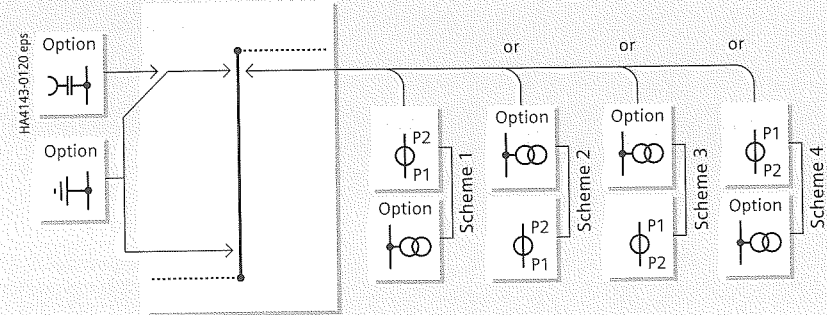 HA4143-0120 eps
Option
Option
or
or
or
P2
P1
Option
Scheme 1
Option
P2
P1
Scheme 2
Option
P1
P2
Scheme 3
P1
P2
Option
Scheme 4